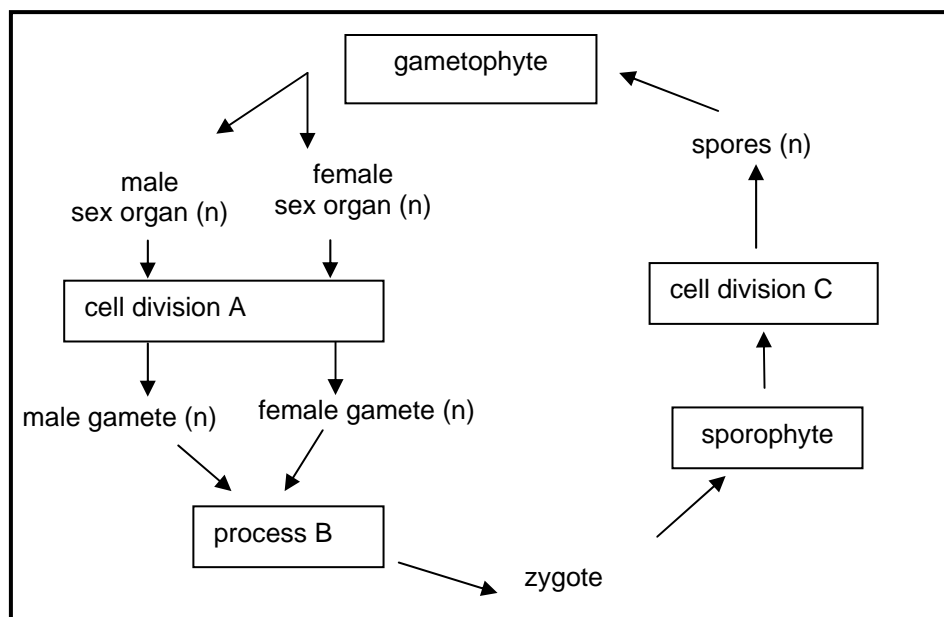 gametophyte
spores (n)
male
sex organ (n)
female
sex organ (n)
cell division A
cell division C
male gamete (n)
female gamete (n)
sporophyte
process B
zygote